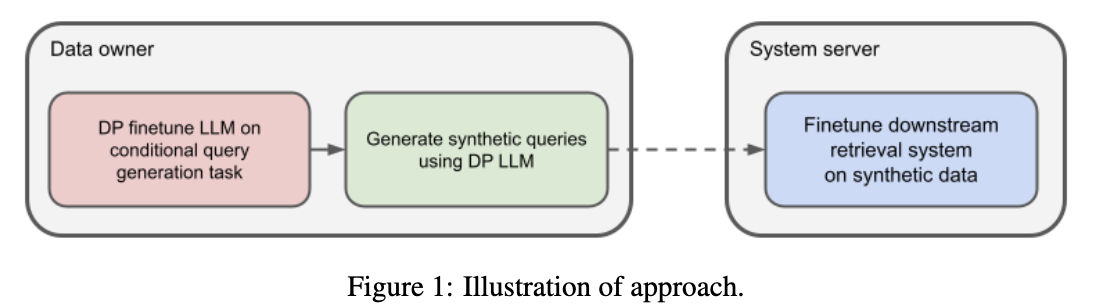 Data owner
DP finetune LLM on
conditional query
generation task
Generate synthetic queries
using DP LLM
System server
Finetune downstream
retrieval system
on synthetic data
Figure 1: Illustration of approach.